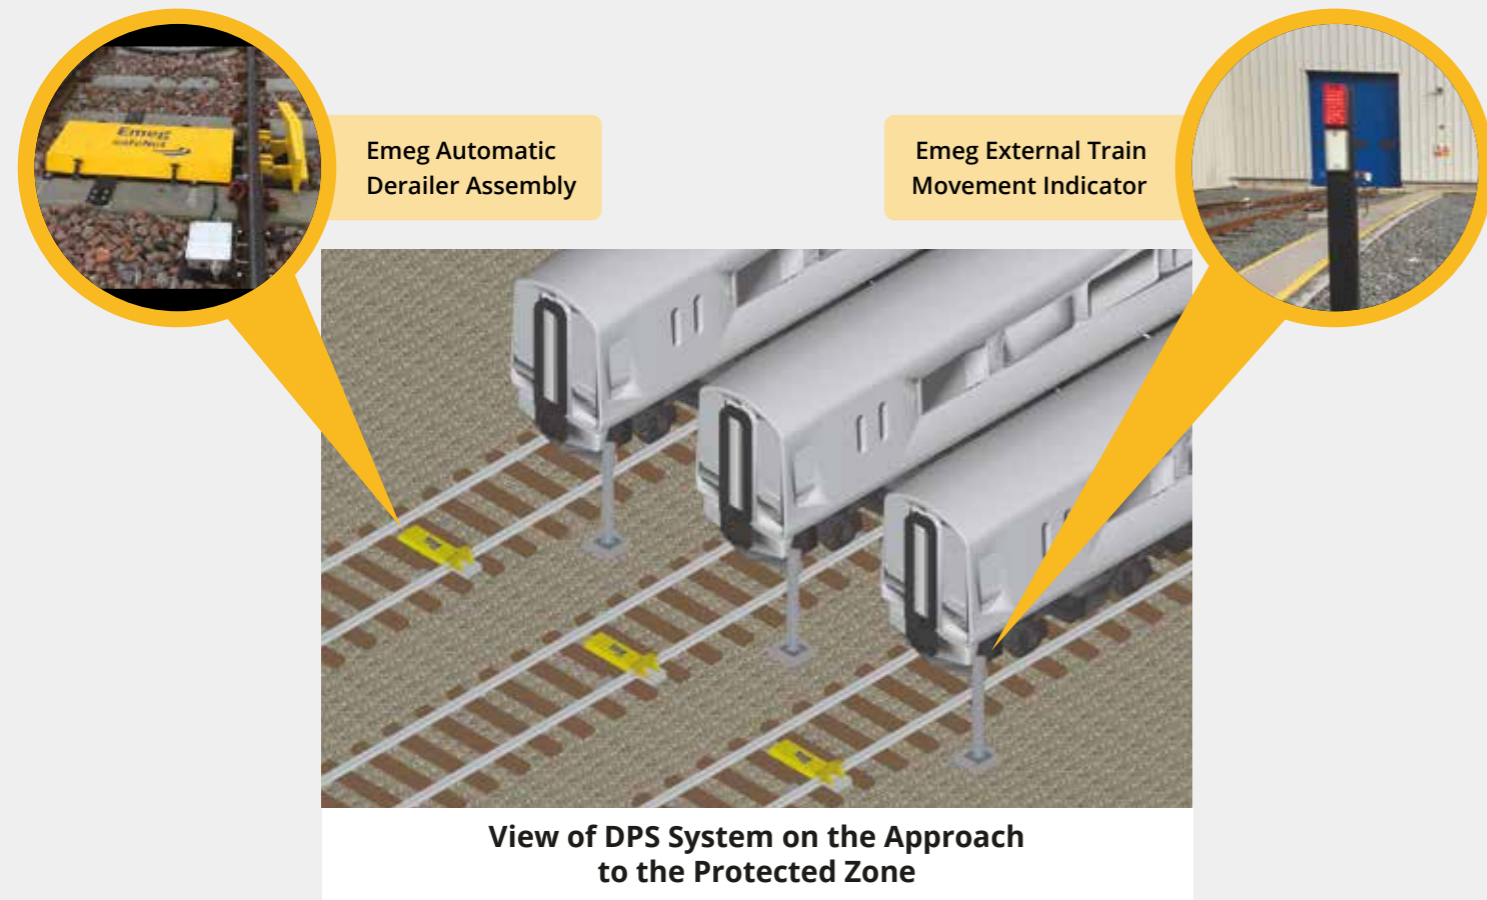 Emeg
safeNet
Emeg Automatic
Derailer Assembly
Emeg External Train
Movement Indicator
View of DPS System on the Approach
to the Protected Zone